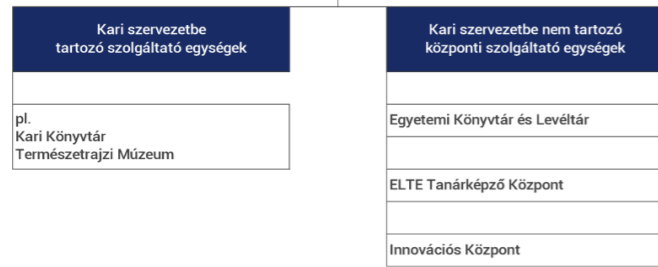 Kari szervezetbe
tartozó szolgáltató egységek
pl.
Kari Könyvtár
Természetrajzi Múzeum
Kari szervezetbe nem tartozó
központi szolgáltató egységek
Egyetemi Könyvtár és Levéltár
ELTE Tanárképző Központ
Innovációs Központ